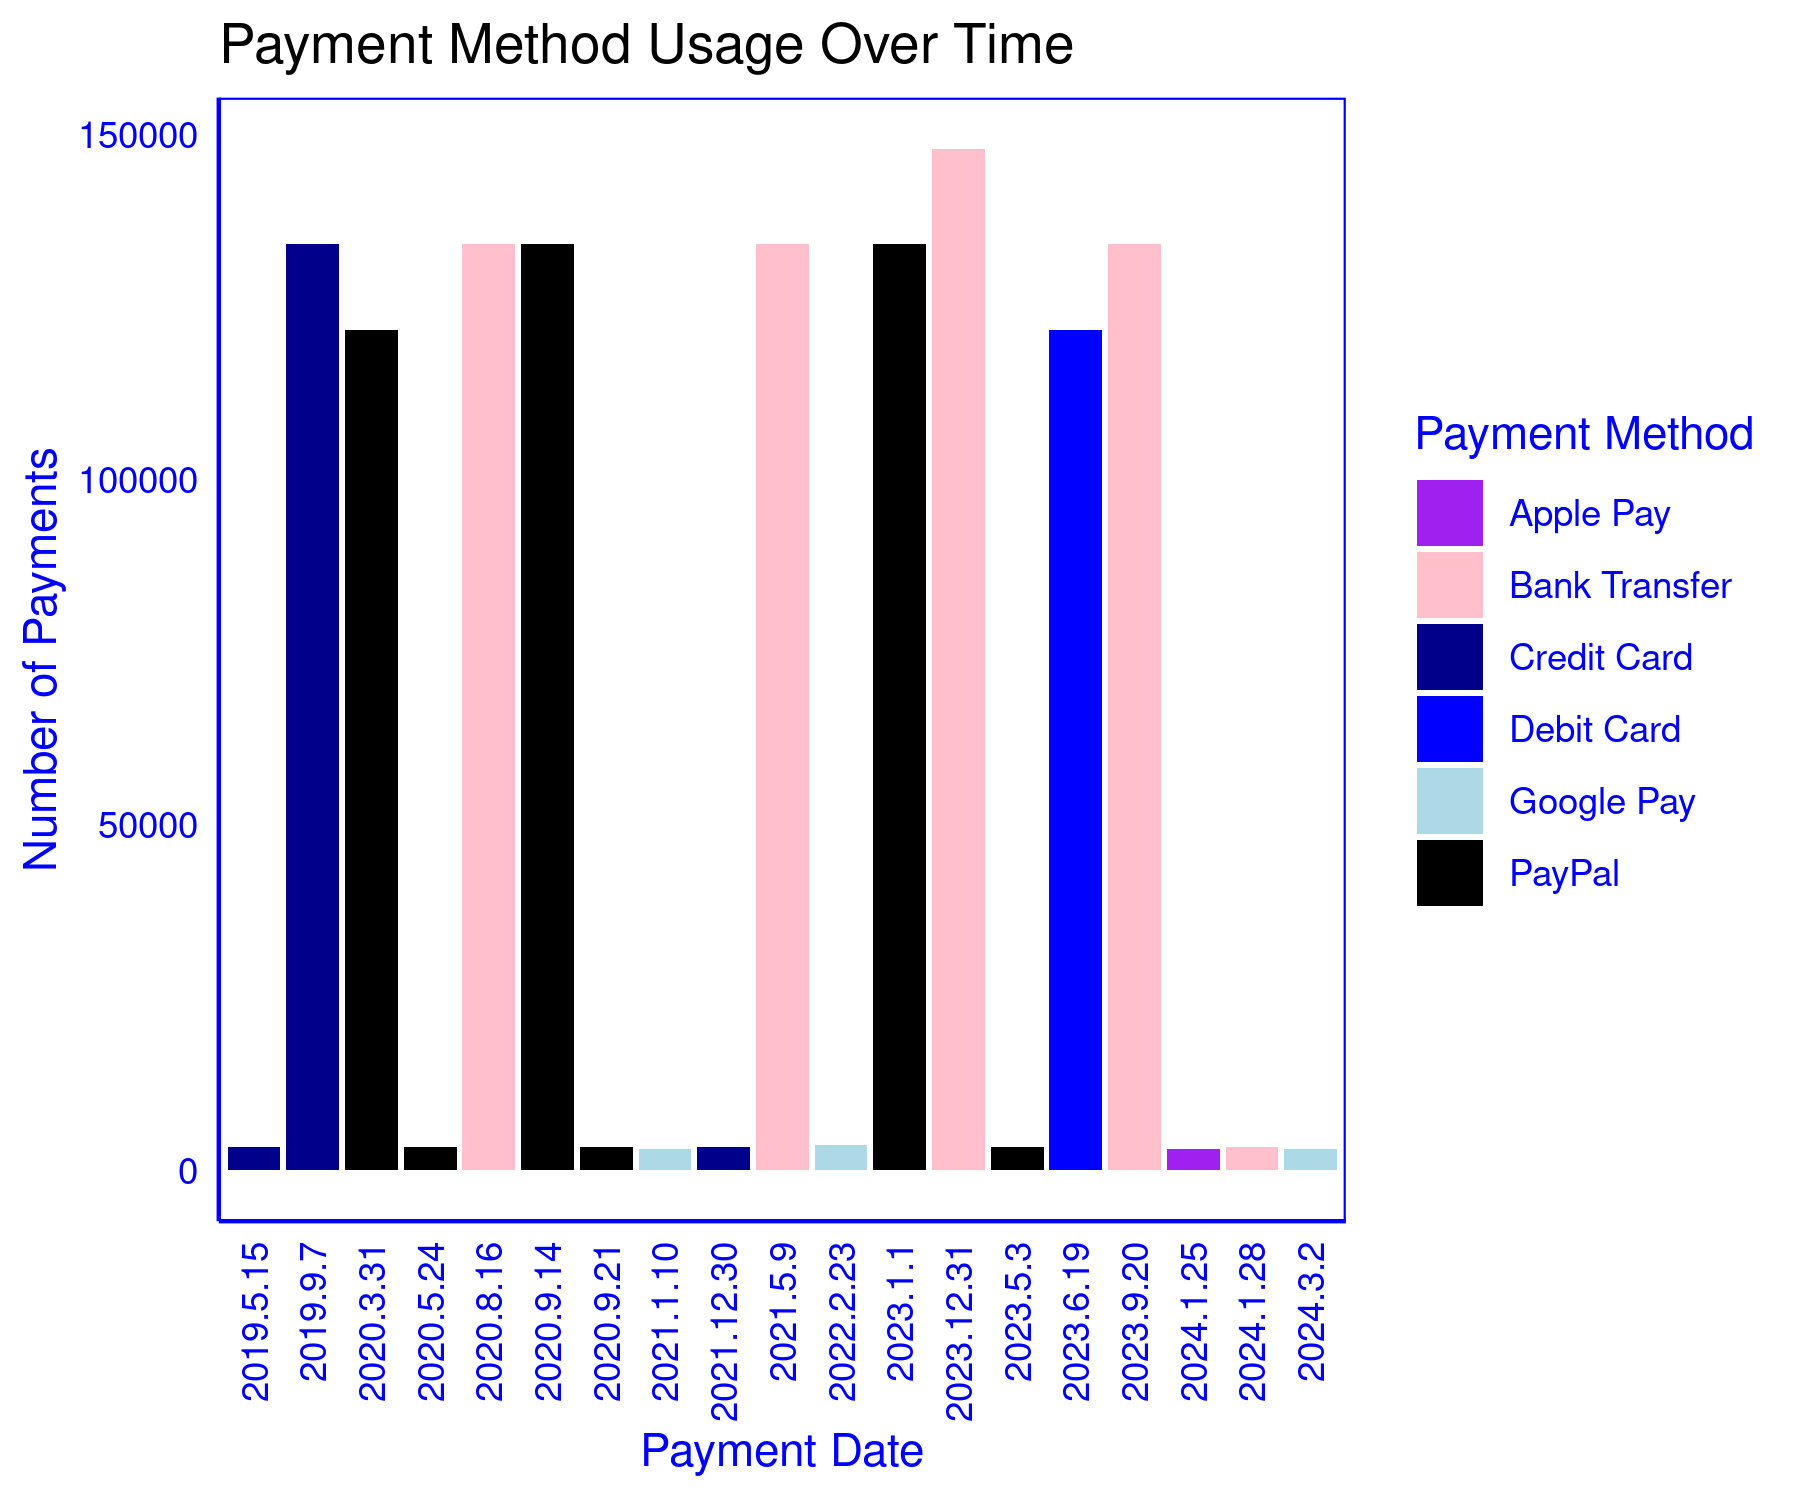 Payment Method Usage Over Time
150000
100000
50000
0
Number of Payments
2019.5.15
2019.9.7
2020.3.31
2020.5.24
2020.8.16
2020.9.14
2020.9.21
2021.1.10
2021.12.30
2021.5.9
2022.2.23
2023.1.1
2023.12.31
2023.5.3
2023.6.19
2023.9.20
2024.1.25
2024.1.28
2024.3.2
Payment Date
Payment Method
Apple Pay
Bank Transfer
Credit Card
Debit Card
Google Pay
PayPal